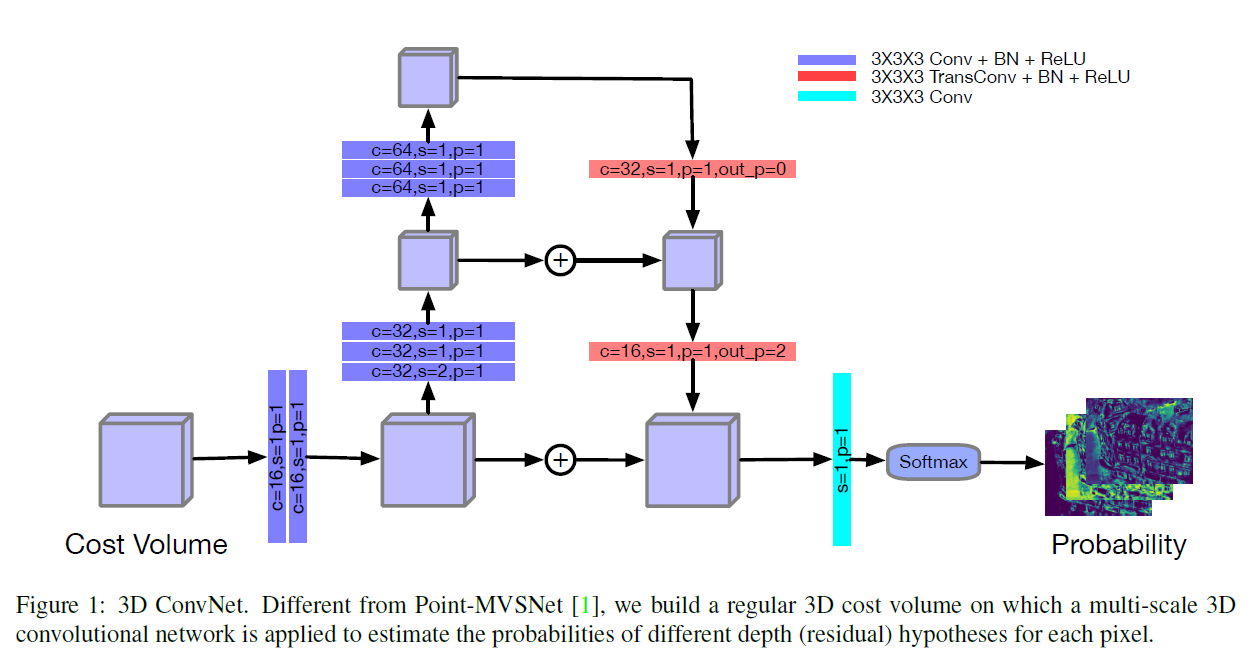 3X3X3 Conv + BN + ReLU
3X3X3 TransConv + BN + ReLU
3X3X3 Conv
c=64,s=1,p=1
c=64,s=1,p=1
c=64,s=1,p=1
c=32,s=1,p=1,out_p=0
+
c=32,s=1,p=1
c=32,s=1,p=1
c=32,s=2,p=1
c=16,s=1,p=1,out_p=2
c=16,s=1p=1
c=16,s=1,p=1
+
s=1,p=1
Softmax
Cost Volume
Probability
Figure 1: 3D ConvNet. Different from Point-MVSNet [1], we build a regular 3D cost volume on which a multi-scale 3D
convolutional network is applied to estimate the probabilities of different depth (residual) hypotheses for each pixel.